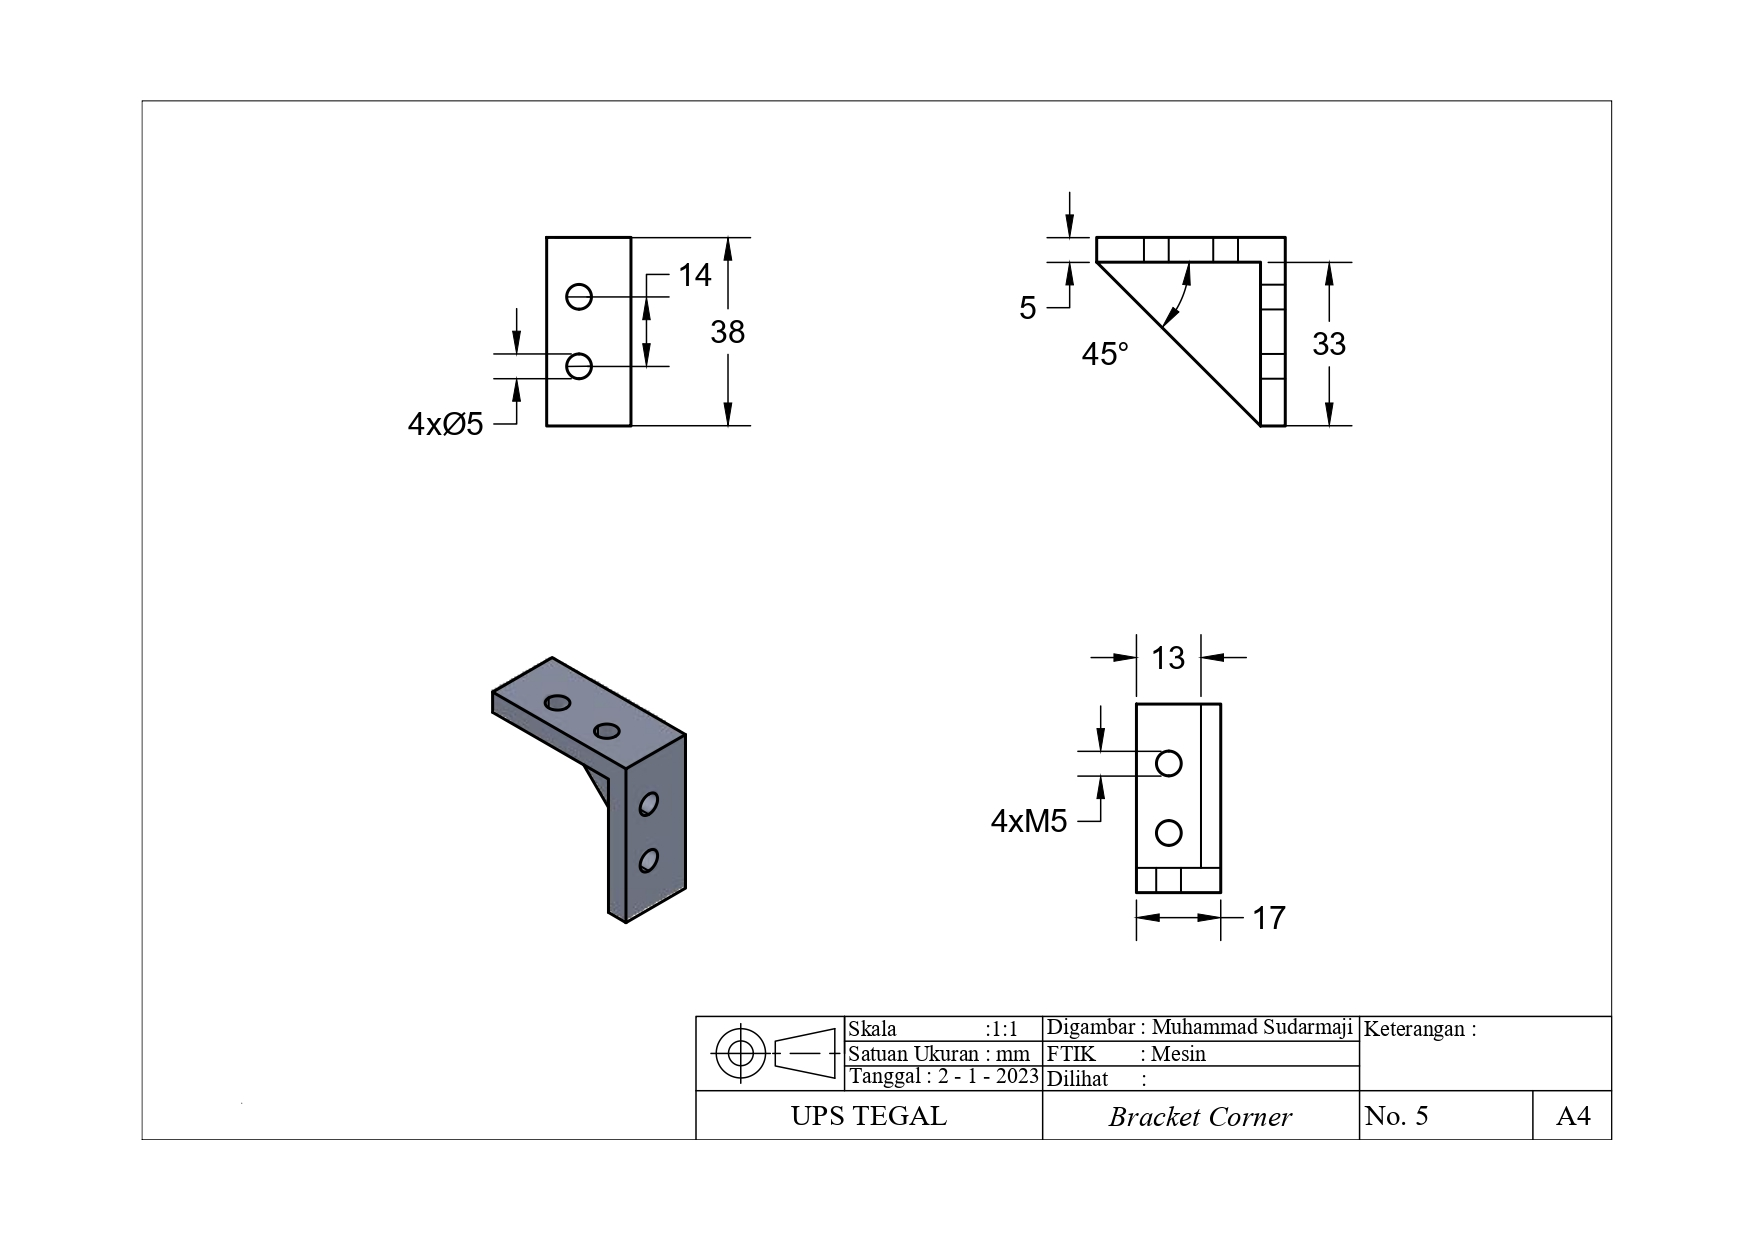 14
38
4xØ5
5
45°
33
13
4xM5
17
Skala :1:1
Satuan Ukuran : mm
Tanggal : 2 - 1 - 2023
Digambar : Muhammad Sudarmaji
FTIK : Mesin
Dilihat :
Keterangan :
UPS TEGAL
Bracket Corner
No. 5
A4